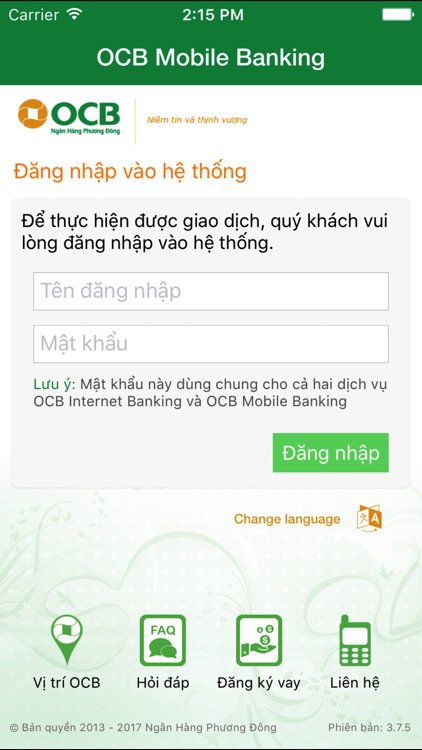 Carrier 2:15 PM
OCB Mobile Banking
OCB
Ngân Hàng Phương Đông
Niềm tin và thịnh vượng
Đăng nhập vào hệ thống
Để thực hiện được giao dịch, quý khách vui
lòng đăng nhập vào hệ thống.
Tên đăng nhập
Mật khẩu
Lưu ý: Mật khẩu này dùng chung cho cả hai dịch vụ
OCB Internet Banking và OCB Mobile Banking
Đăng nhập
Change language 文 A
FAQ
Vị trí OCB Hỏi đáp Đăng ký vay Liên hệ
© Bản quyền 2013 - 2017 Ngân Hàng Phương Đông Phiên bản: 3.7.5